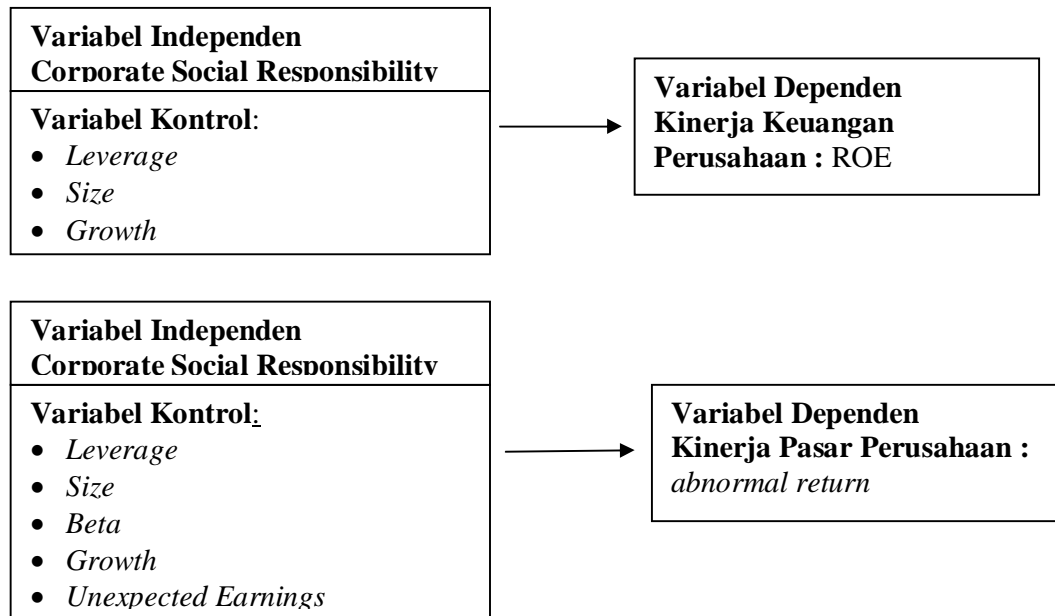 Variabel Independen
Corporate Social Responsibility
Variabel Kontrol:
• Leverage
• Size
• Growth
Variabel Dependen
Kinerja Keuangan
Perusahaan : ROE
Variabel Independen
Corporate Social Responsibility
Variabel Kontrol:
• Leverage
• Size
• Beta
• Growth
• Unexpected Earnings
Variabel Dependen
Kinerja Pasar Perusahaan :
abnormal return